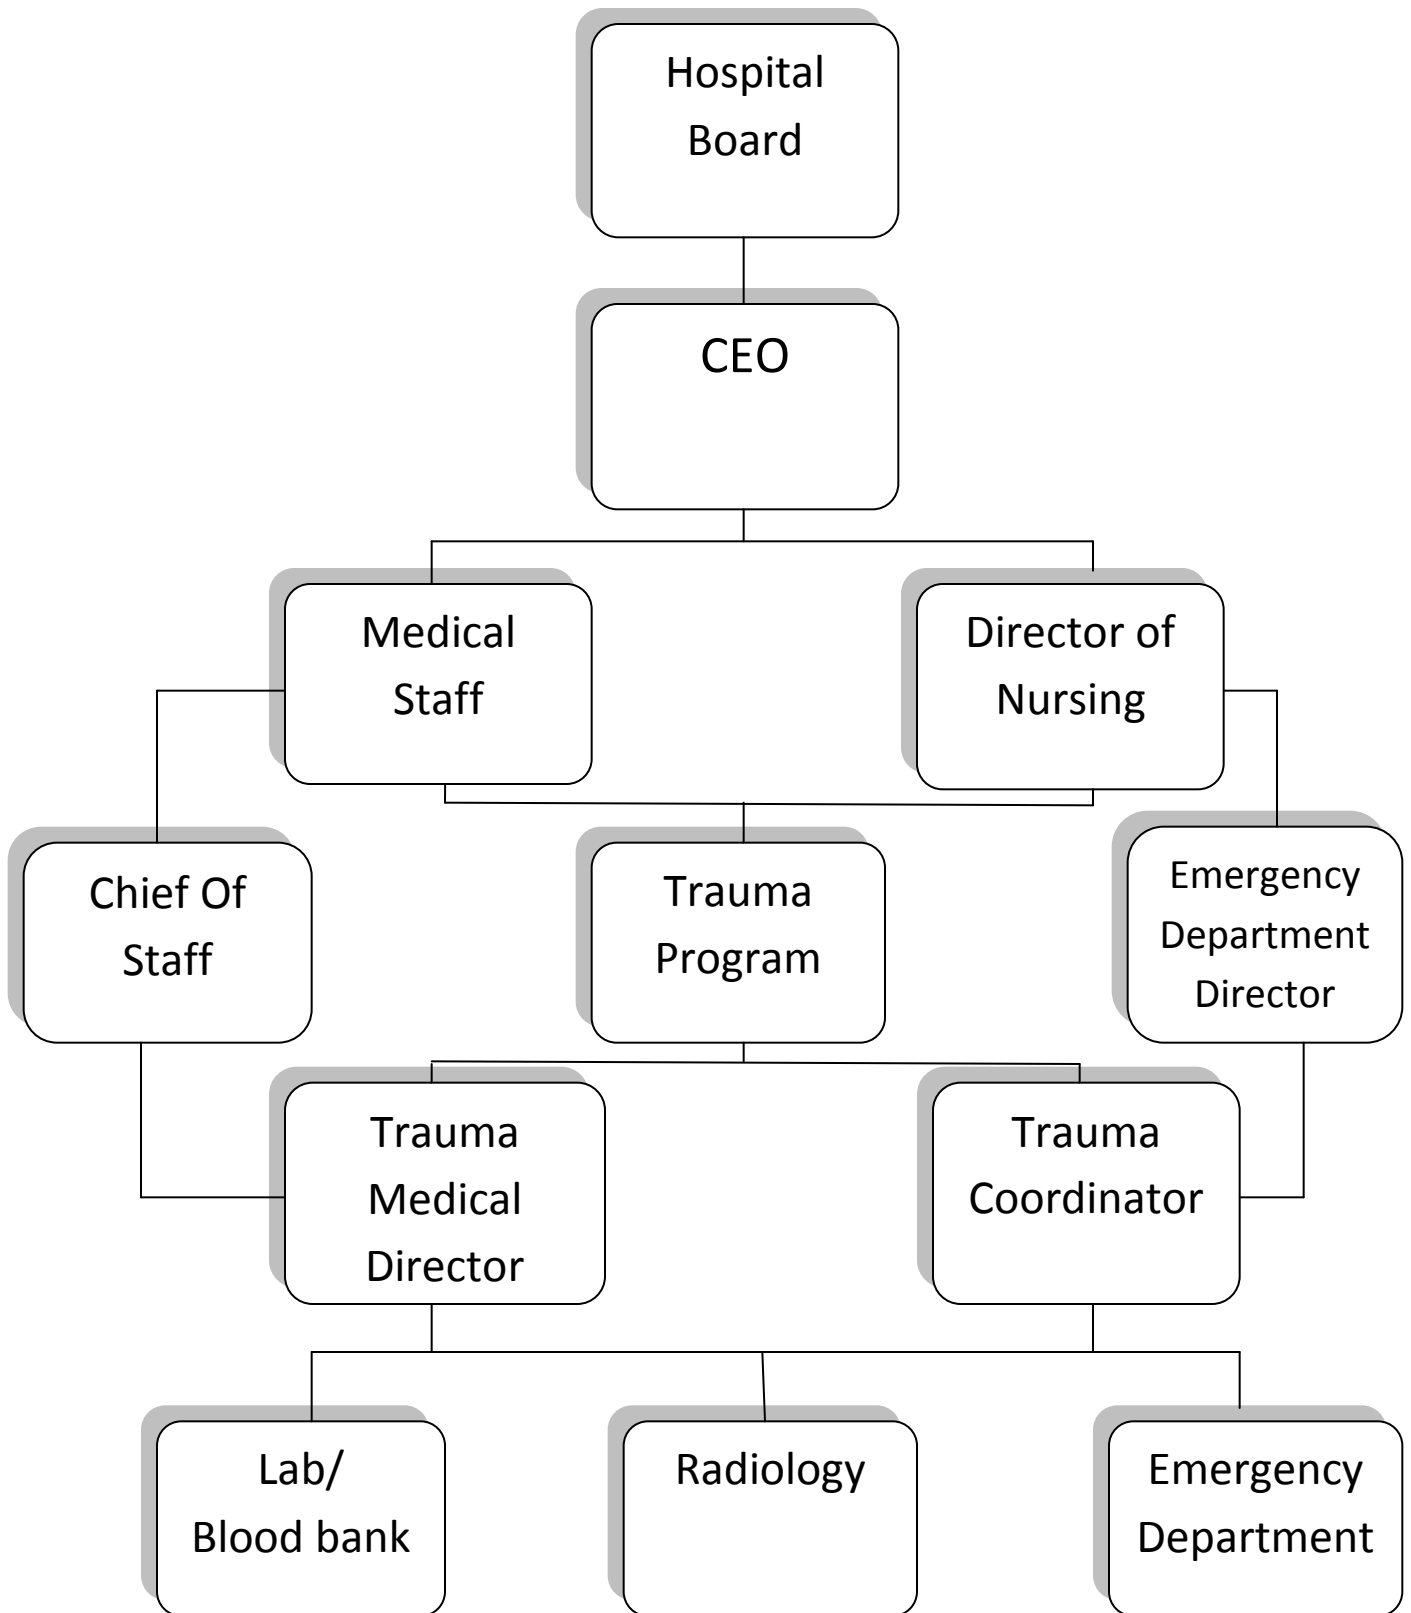 Hospital
Board
CEO
Medical
Staff
Director of
Nursing
Chief Of
Staff
Trauma
Program
Emergency
Department
Director
Trauma
Medical
Director
Trauma
Coordinator
Lab/
Blood bank
Radiology
Emergency
Department